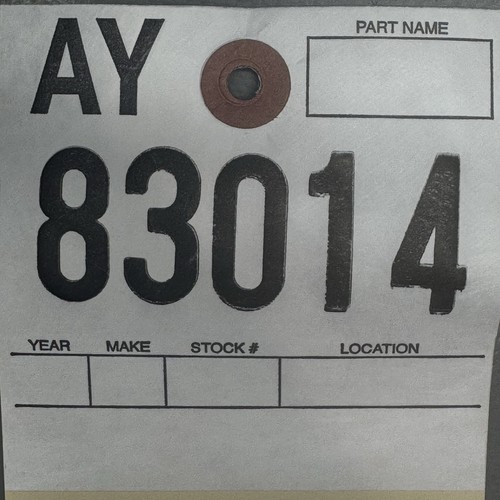 AY
PART NAME
83014
YEAR MAKE STOCK # LOCATION